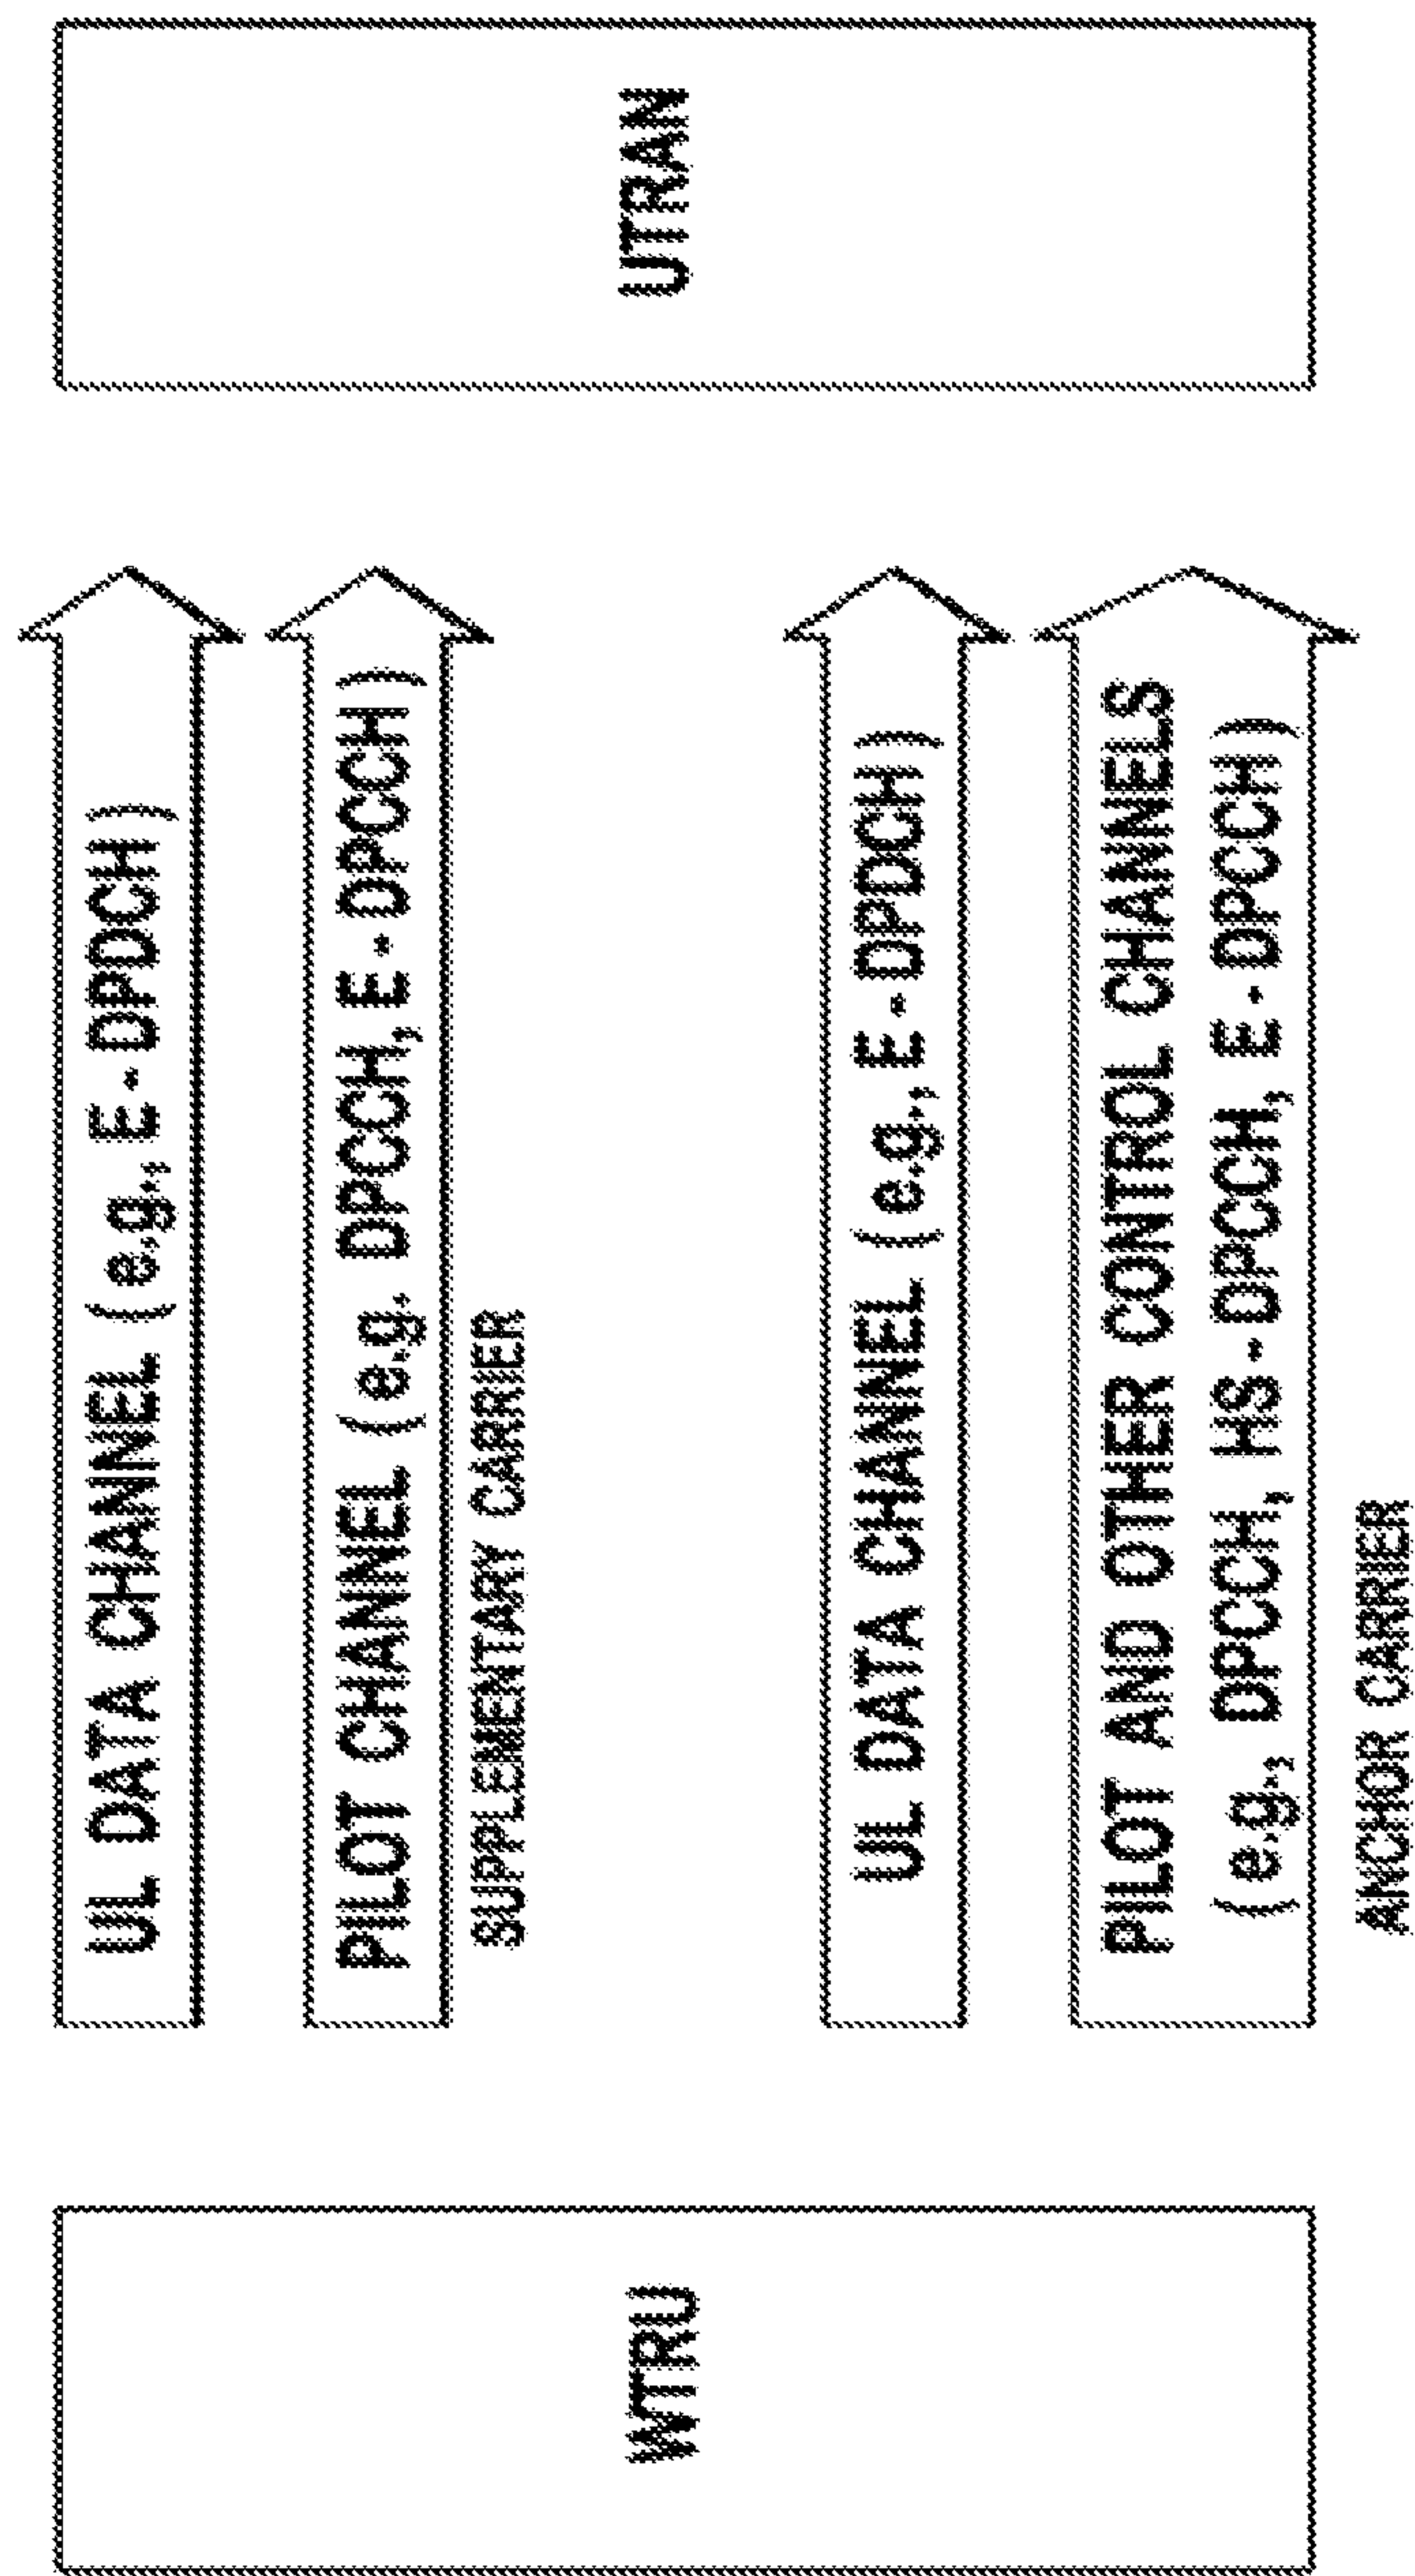 UL DATA CHANNEL (e.g., E-DPDCH)
PILOT CHANNEL (e.g. DPCCH, E-DPCCH)
SUPPLEMENTARY CARRIER
WTRU
UTRAN
UL DATA CHANNEL (e.g., E-DPDCH)
PILOT AND OTHER CONTROL CHANNELS
(e.g., DPCCH, HS-DPCCH, E-DPCCH)
ANCHOR CARRIER